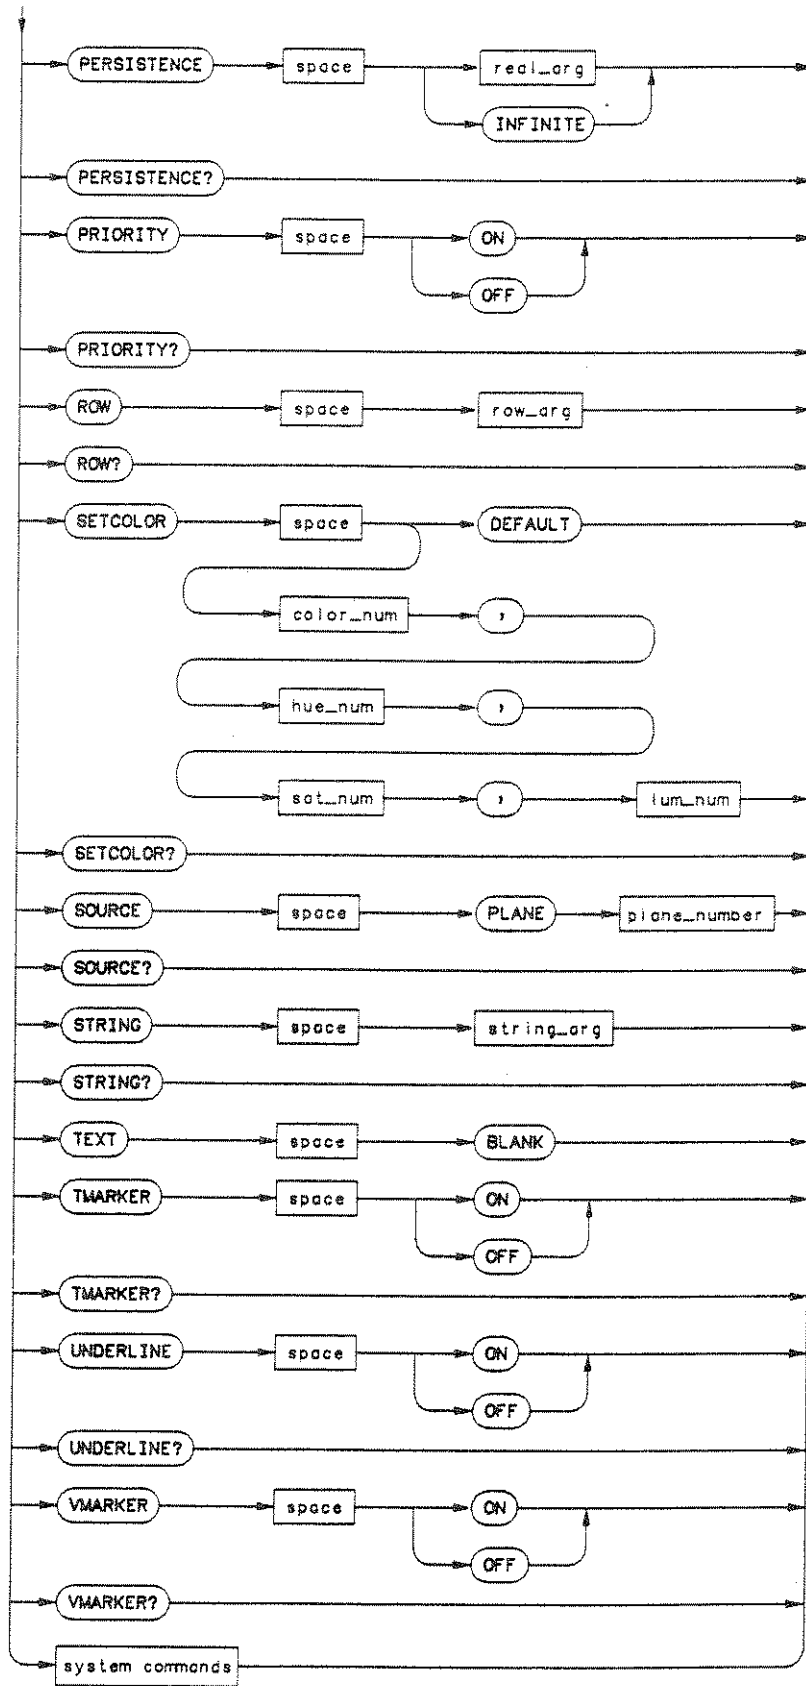 PERSISTENCE space real_arg
INFINITE
PERSISTENCE?
PRIORITY space ON
OFF
PRIORITY?
ROW space row_arg
ROW?
SETCOLOR space DEFAULT
color_num ,
hue_num ,
sat_num , lum_num
SETCOLOR?
SOURCE space PLANE plane_number
SOURCE?
STRING space string_arg
STRING?
TEXT space BLANK
TMARKER space ON
OFF
TMARKER?
UNDERLINE space ON
OFF
UNDERLINE?
VMARKER space ON
OFF
VMARKER?
system commands